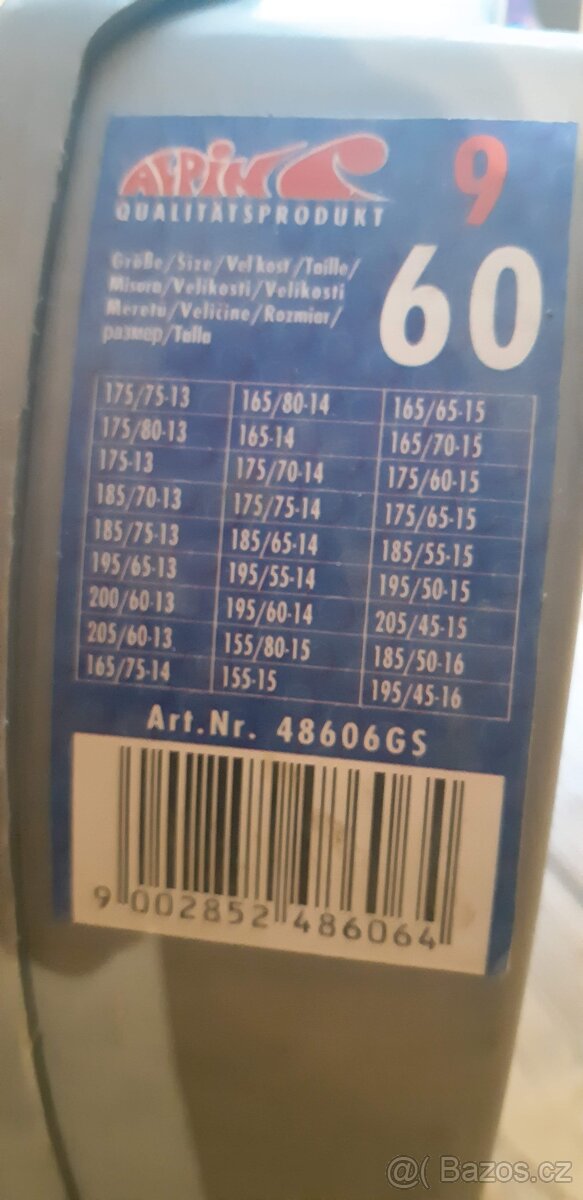 ALPIN
9
QUALITÄTSPRODUKT
60
Größe/Size/Veľkosť/Taille/
Misura/Velikosti/Velikosti
Méretű/Veličine/Rozmiar/
размер/Talla
175/75-13 165/80-14 165/65-15
175/80-13 165-14 165/70-15
175-13 175/70-14 175/60-15
185/70-13 175/75-14 175/65-15
185/75-13 185/65-14 185/55-15
195/65-13 195/55-14 195/50-15
200/60-13 195/60-14 205/45-15
205/60-13 155/80-15 185/50-16
165/75-14 155-15 195/45-16
Art.Nr. 48606GS
9 002852 486064
@( Bazoš.cz